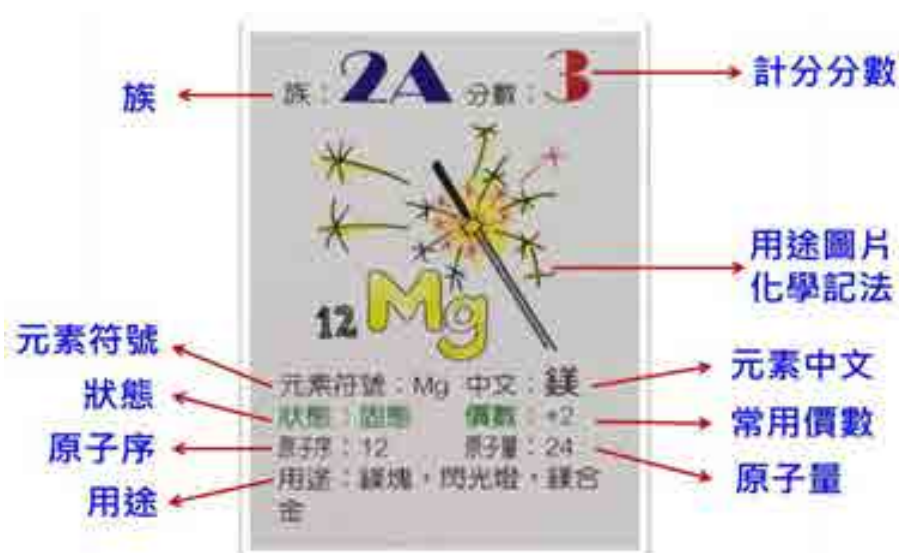 族:2A 分數:3
12 Mg
元素符號:Mg 中文:鎂
狀態:固態 價數:+2
原子序:12 原子量:24
用途:鎂塊,閃光燈,鎂合
金
族
計分分數
用途圖片
化學記法
元素符號
元素中文
狀態
常用價數
原子序
原子量
用途